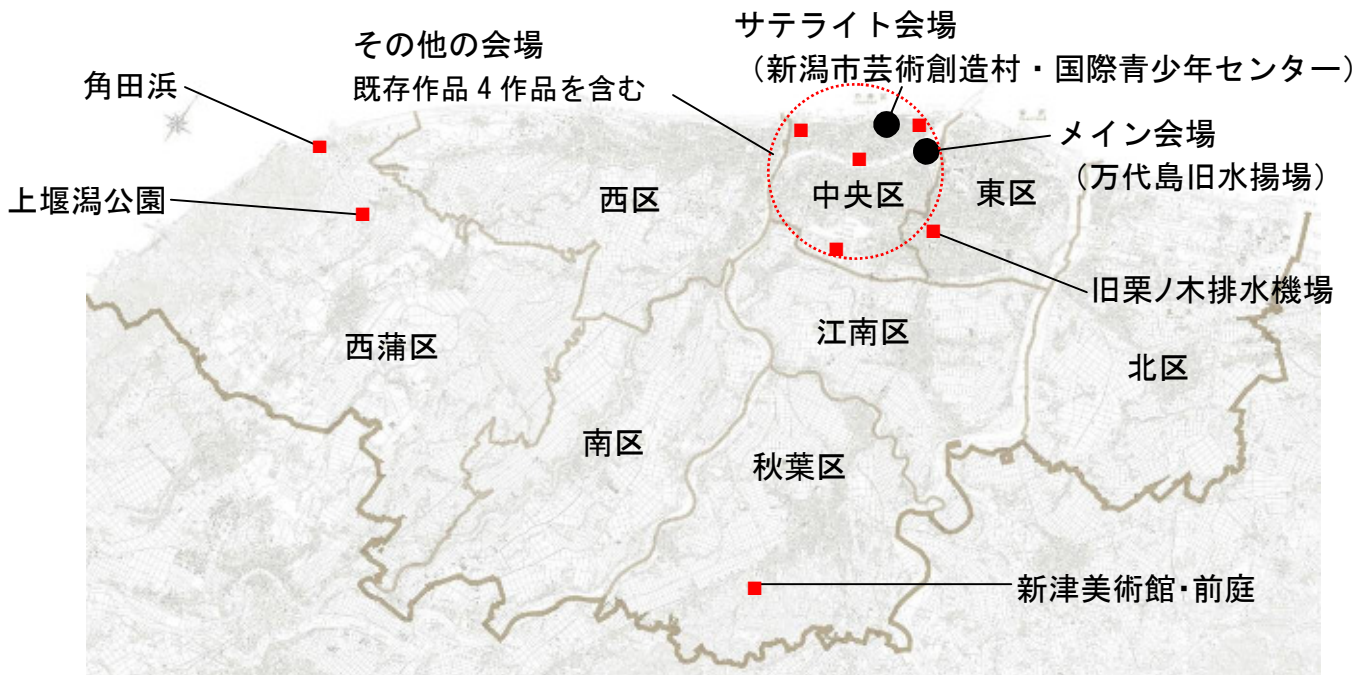 サテライト会場
（新潟市芸術創造村・国際青少年センター）
その他の会場
既存作品 4 作品を含む
角田浜
メイン会場
（万代島旧水揚場）
上堰潟公園
西区
中央区
東区
旧栗ノ木排水機場
西蒲区
江南区
北区
南区
秋葉区
新津美術館・前庭